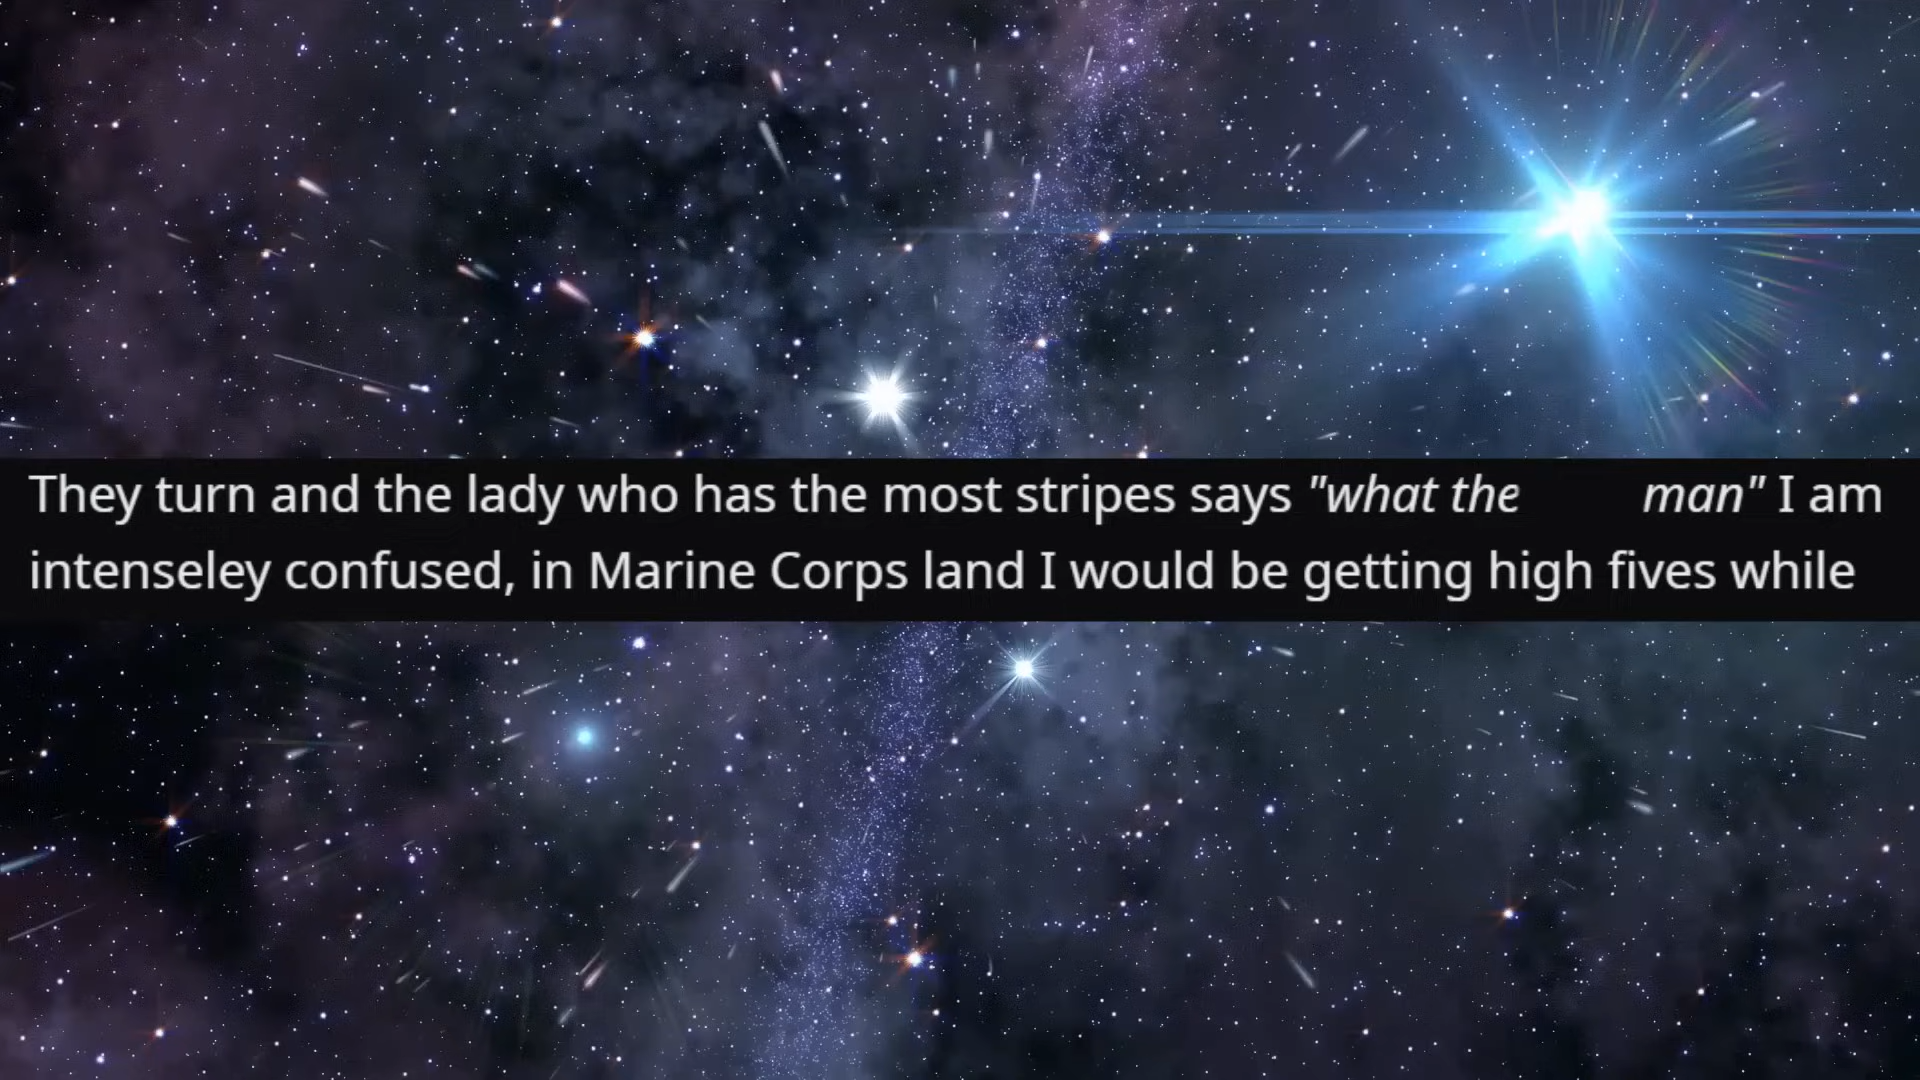 They turn and the lady who has the most stripes says "what the man" I am
intenseley confused, in Marine Corps land I would be getting high fives while